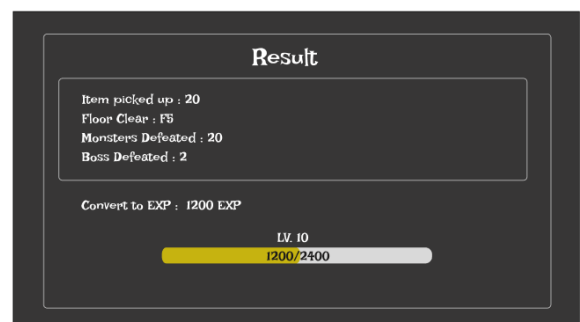 Result
Item picked up : 20
Floor Clear : F5
Monsters Defeated : 20
Boss Defeated : 2
Convert to EXP : 1200 EXP
LV. 10
1200/2400